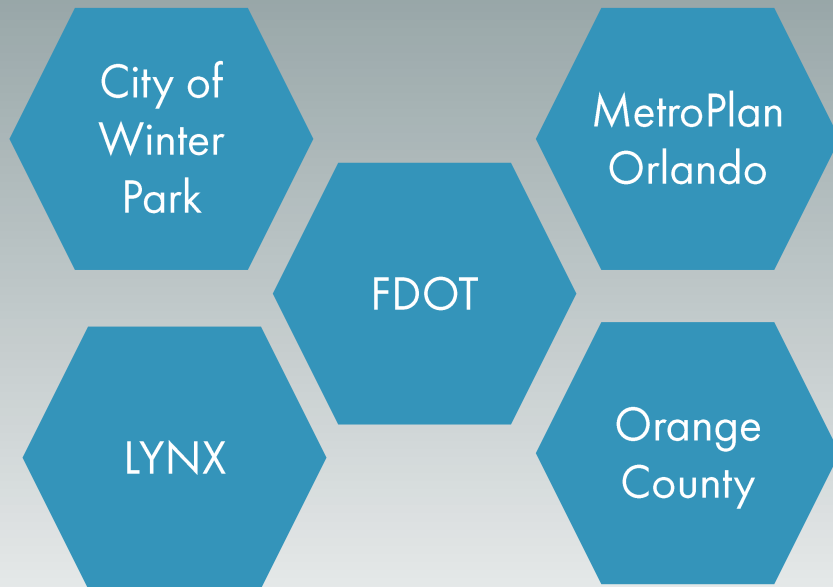 City of
Winter
Park
MetroPlan
Orlando
FDOT
LYNX
Orange
County